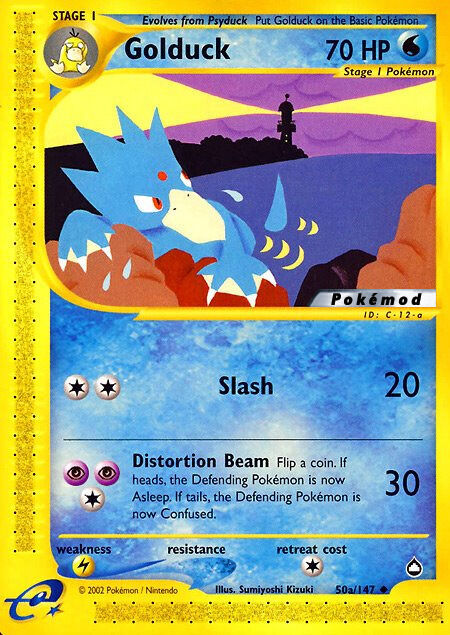 STAGE 1
Evolves from Psyduck Put Golduck on the Basic Pokémon
Golduck 70 HP
Stage 1 Pokémon
Pokémod
ID: C-12-a
Slash 20
Distortion Beam Flip a coin. If
heads, the Defending Pokémon is now
Asleep. If tails, the Defending Pokémon is
now Confused.
30
weakness resistance retreat cost
© 2002 Pokémon / Nintendo Illus. Sumiyoshi Kizuki 50a/147
e